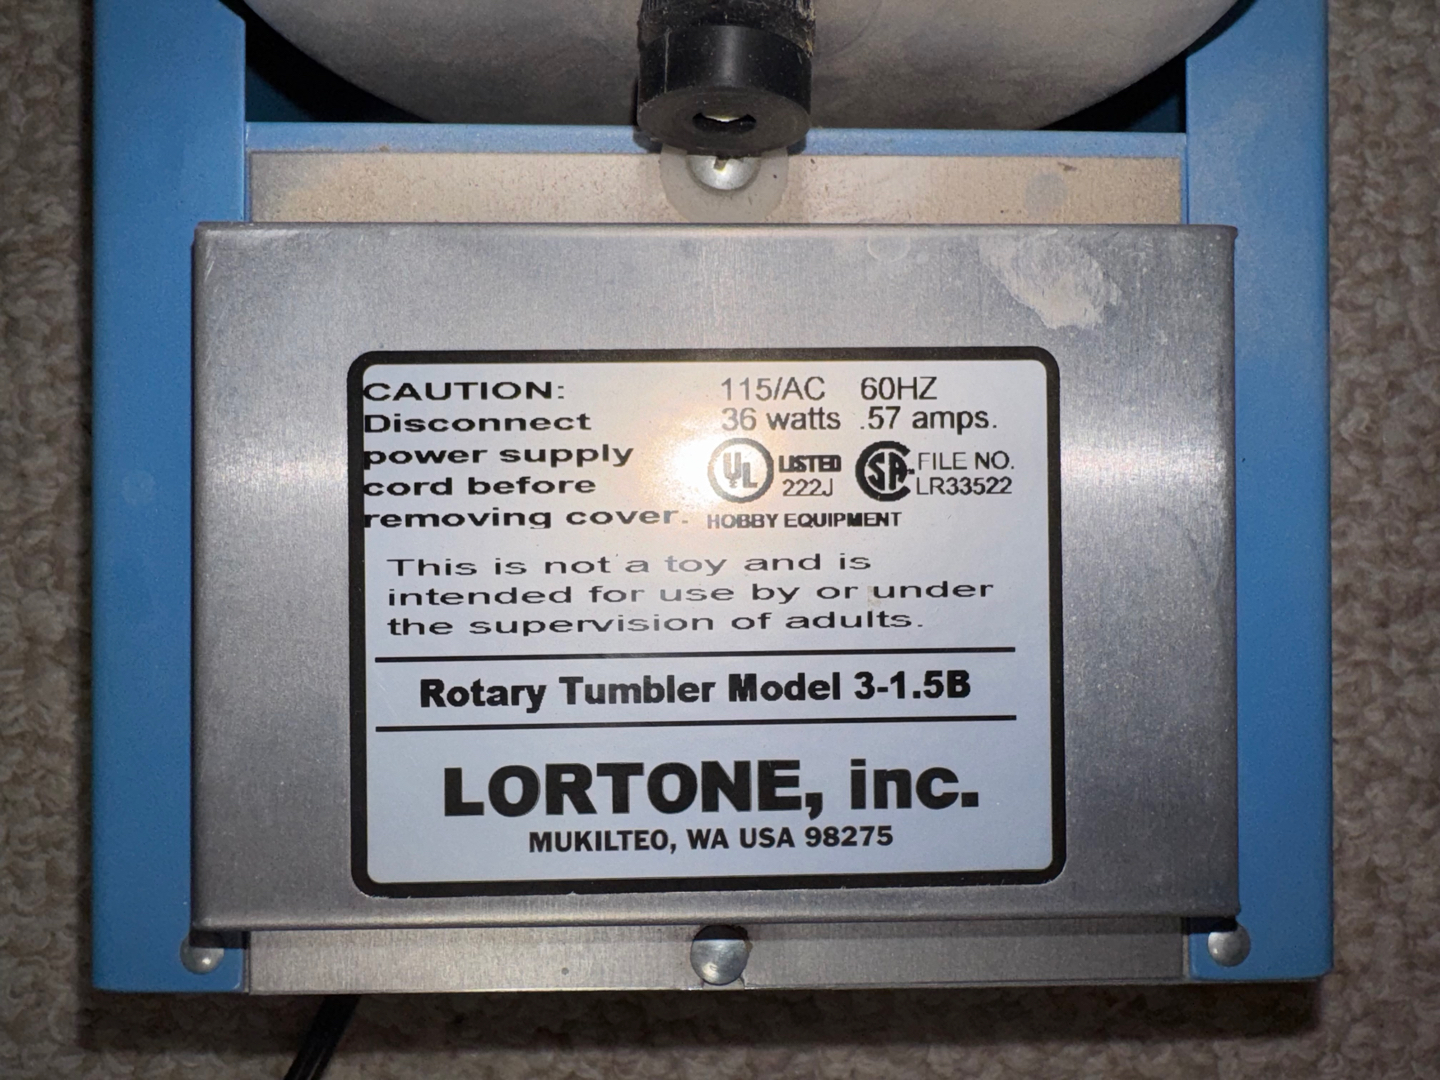 CAUTION:
Disconnect
power supply
cord before
removing cover.
115/AC 60HZ
36 watts .57 amps.
UL LISTED 222J SA FILE NO. LR33522
HOBBY EQUIPMENT
This is not a toy and is
intended for use by or under
the supervision of adults.
Rotary Tumbler Model 3-1.5B
LORTONE, inc.
MUKILTEO, WA USA 98275